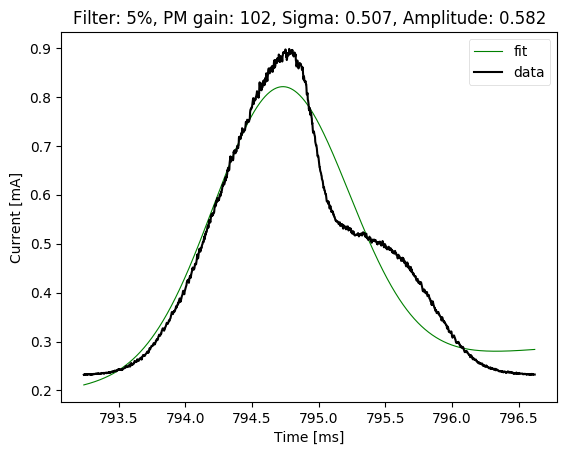 Filter: 5%, PM gain: 102, Sigma: 0.507, Amplitude: 0.582
fit
data
Current [mA]
0.9
0.8
0.7
0.6
0.5
0.4
0.3
0.2
793.5 794.0 794.5 795.0 795.5 796.0 796.5
Time [ms]